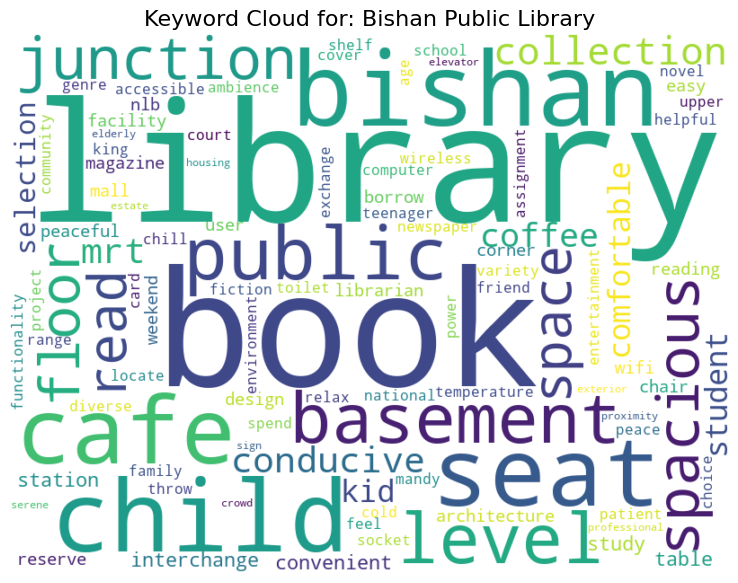 Keyword Cloud for: Bishan Public Library
junction
bishan
collection
shelf
cover
school
elevator
age
genre
accessible
ambience
nlb
novel
easy
upper
helpful
library
facility
elderly
king
court
magazine
housing
mall
estate
community
selection
exchange
computer
wireless
assignment
borrow
teenager
newspaper
user
peaceful
mrt
chill
public
coffee
corner
comfortable
reading
floor
read
card
weekend
fiction
toilet
librarian
variety
friend
space
entertainment
spacious
project
range
functionality
environment
book
power
wifi
chair
student
locate
diverse
design
relax
national
temperature
exterior
proximity
peace
cafe
spend
sign
basement
conducive
seat
choice
station
family
throw
crowd
kid
mandy
serene
child
cold
feel
socket
architecture
level
patient
professional
study
reserve
interchange
convenient
table